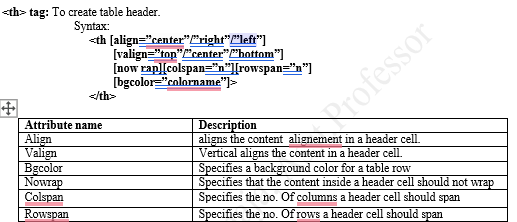 <th> tag: To create table header.
Syntax:
<th [align="center"/"right"/"left"]
[valign="top"/"center"/"bottom"]
[now rap][colspan="n"][rowspan="n"]
[bgcolor="colorname"]>
</th>
Attribute name Description
Align aligns the content alignement in a header cell.
Valign Vertical aligns the content in a header cell.
Bgcolor Specifies a background color for a table row
Nowrap Specifies that the content inside a header cell should not wrap
Colspan Specifies the no. Of columns a header cell should span
Rowspan Specifies the no. Of rows a header cell should span
Professor